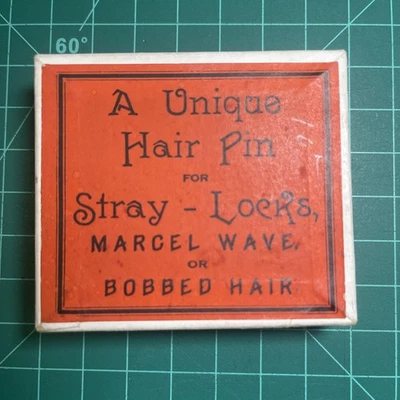 60°
A Unique
Hair Pin
FOR
Stray - Locks,
MARCEL WAVE,
OR
BOBBED HAIR